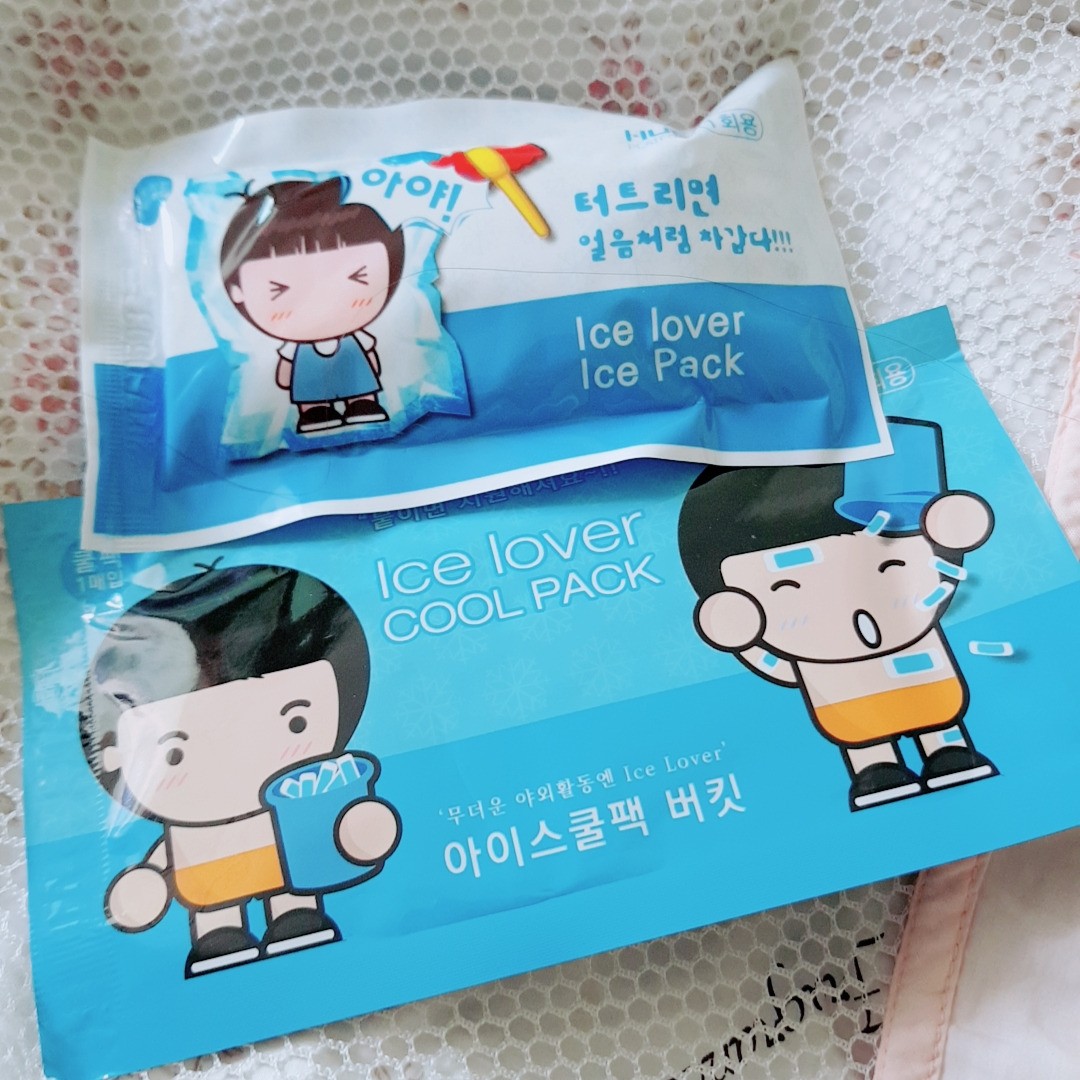 아야!
회용
터트리면
얼음처럼 차갑다!!!
Ice lover
Ice Pack
Ice lover
COOL PACK
'무더운 야외활동엔 Ice Lover'
아이스쿨팩 버킷